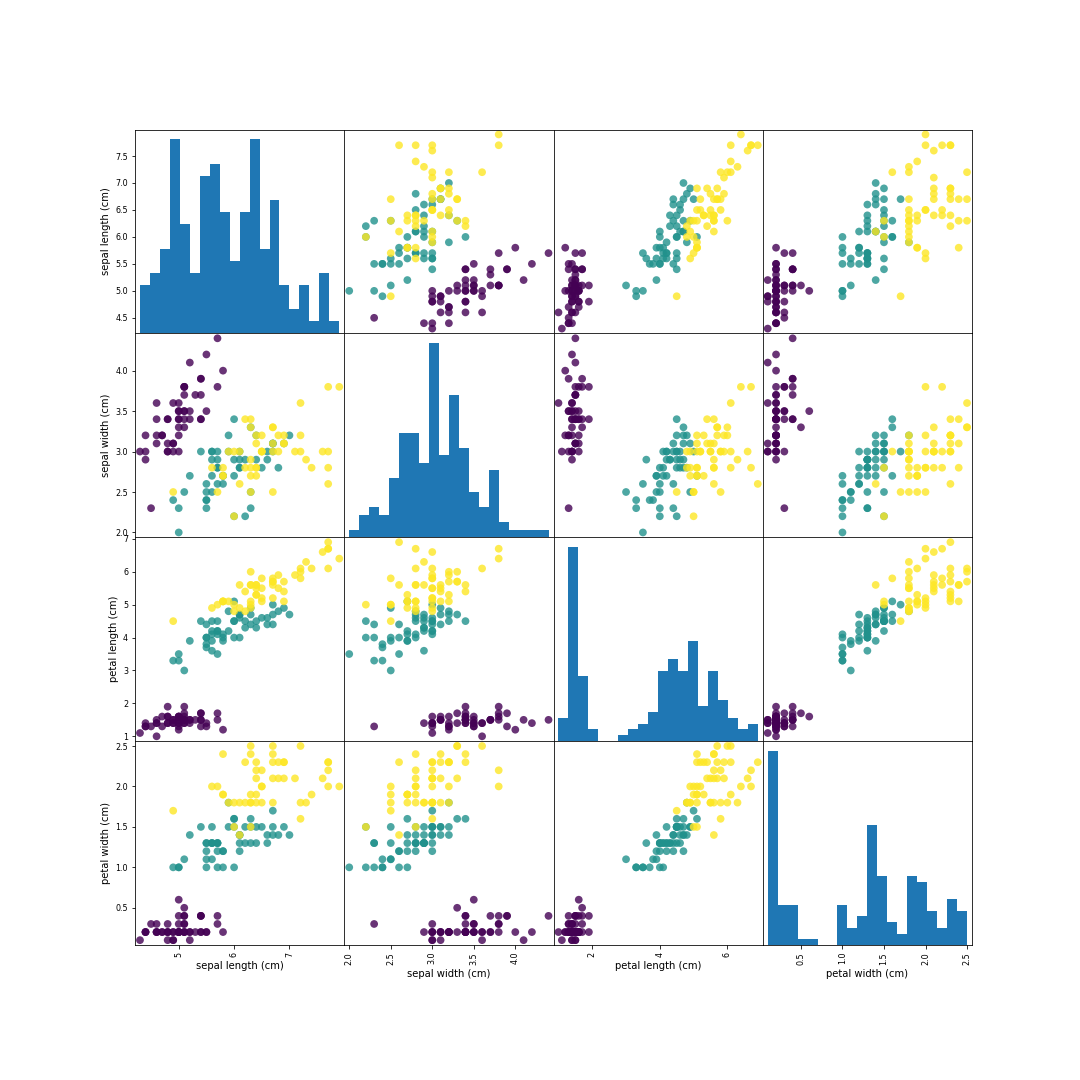 7.5
7.0
6.5
6.0
5.5
5.0
4.5
sepal length (cm)
4.0
3.5
3.0
2.5
2.0
sepal width (cm)
7
6
5
4
3
2
1
petal length (cm)
2.5
2.0
1.5
1.0
0.5
petal width (cm)
5 6 7
sepal length (cm)
2.0 2.5 3.0 3.5 4.0
sepal width (cm)
2 4 6
petal length (cm)
0.5 1.0 1.5 2.0 2.5
petal width (cm)